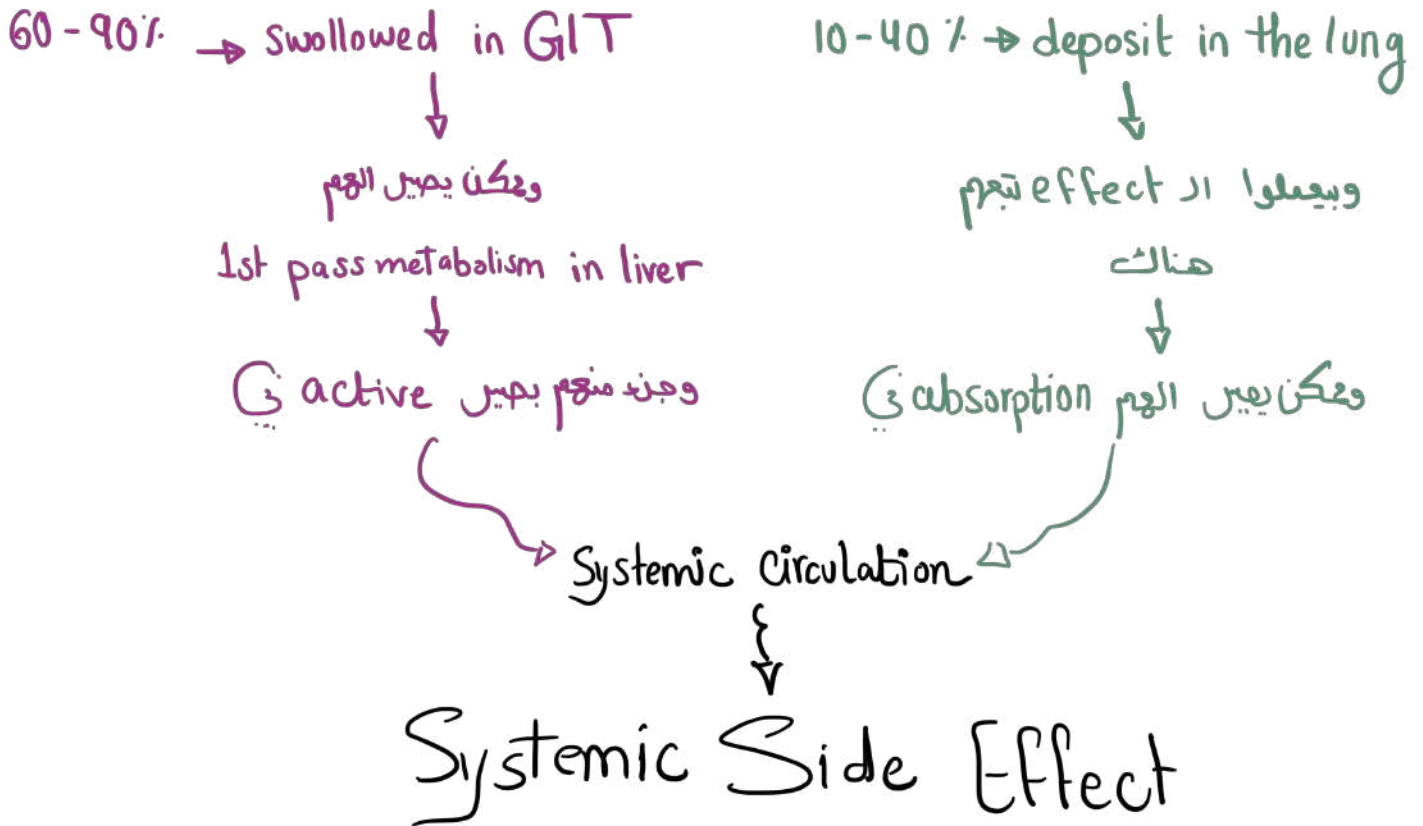 60-90% → swollowed in GIT
وممكن يصير الهم
1st pass metabolism in liver
وجزء منهم بصير active
10-40% → deposit in the lung
وبيعملوا ال effect تبعهم
هناك
وممكن يصير الهم absorption
Systemic Circulation
Systemic Side Effect